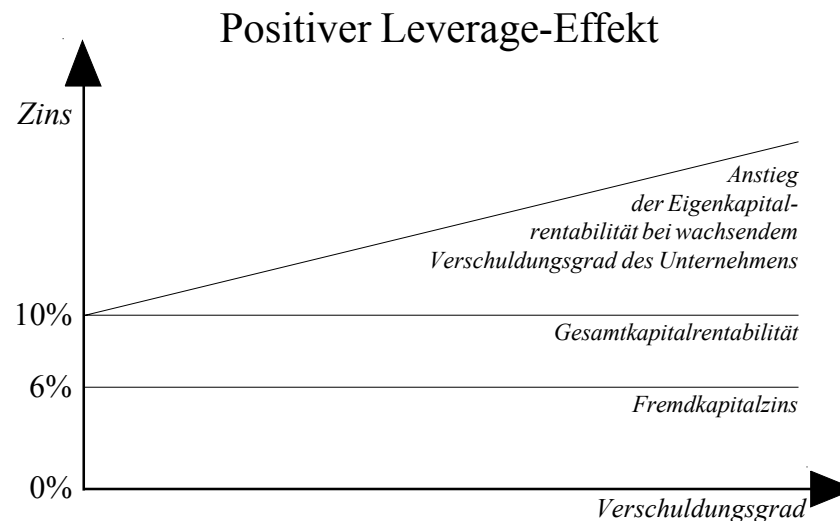 Positiver Leverage-Effekt
Zins
Anstieg
der Eigenkapital-
rentabilität bei wachsendem
Verschuldungsgrad des Unternehmens
10%
Gesamtkapitalrentabilität
6%
Fremdkapitalzins
0%
Verschuldungsgrad